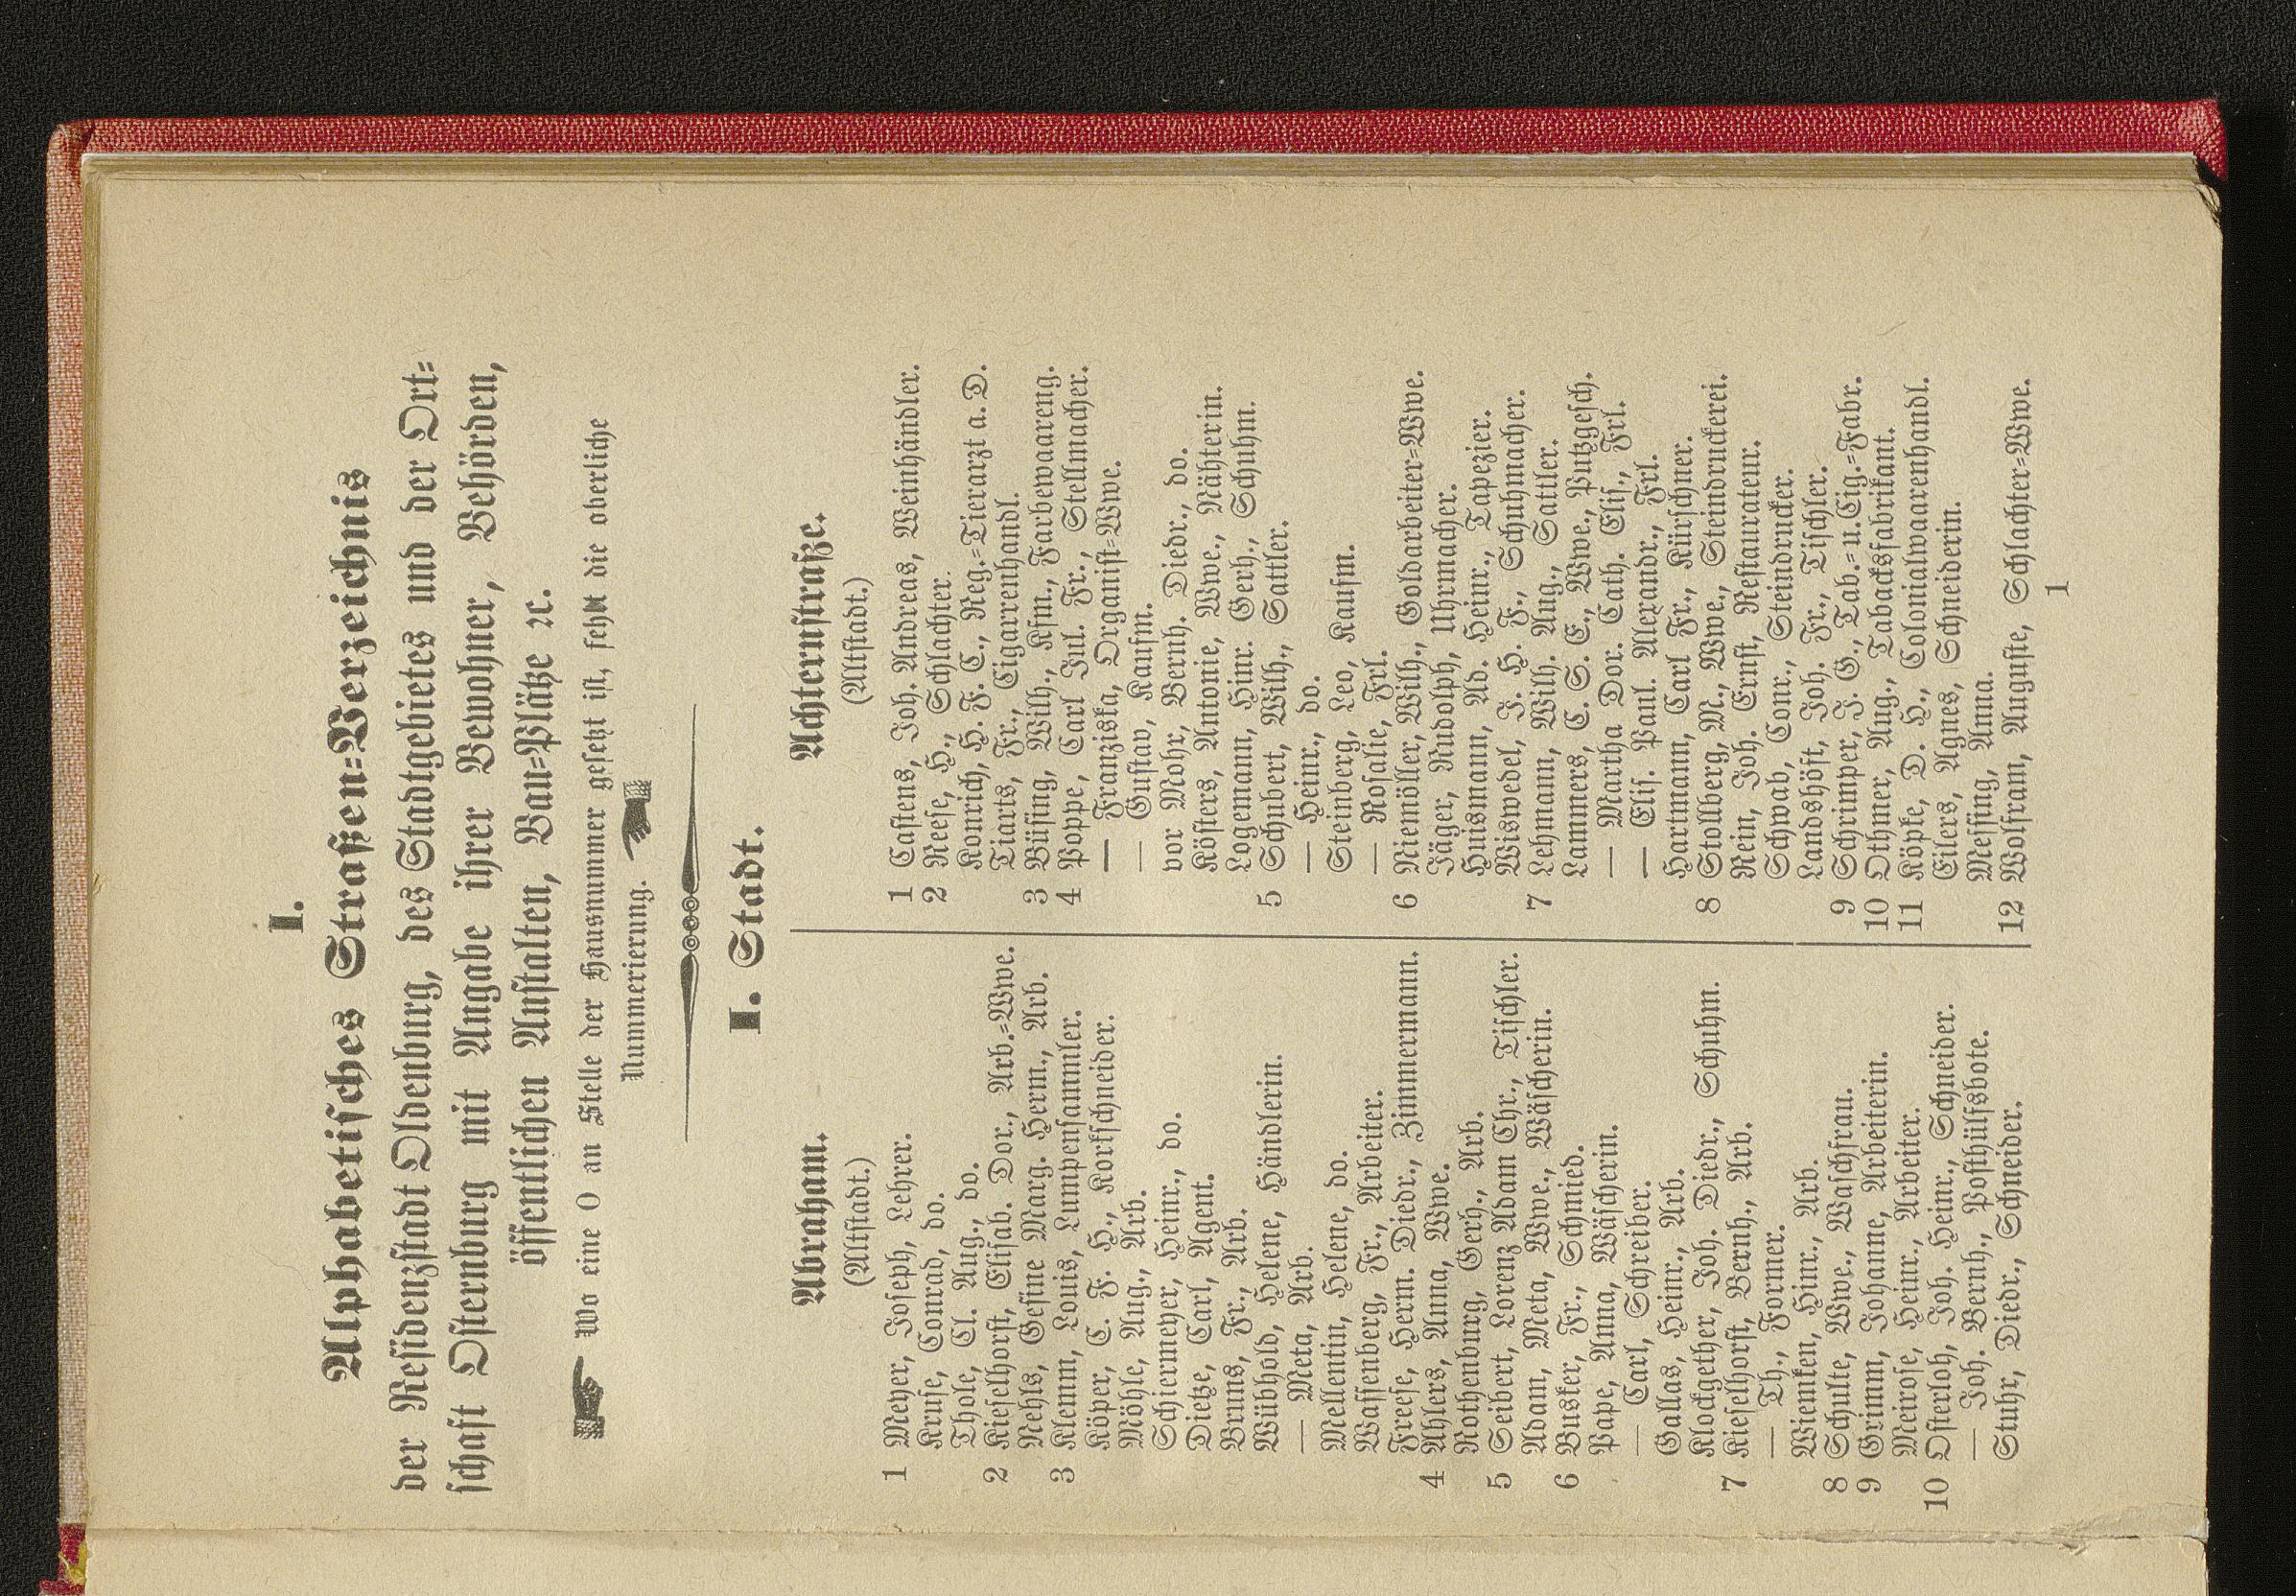 I.
Alphabetisches Straßen=Verzeichnis
der Residenzstadt Oldenburg, des Stadtgebietes und der Ort=
schaft Osternburg mit Angabe ihrer Bewohner, Behörden,
öffentlichen Anstalten, Bau=Plätze ꝛc.
☛ Wo eine 0 an Stelle der Hausnummer gesetzt ist, fehlt die oberliche
Nummerierung. ☚
I. Stadt.
Abraham.
(Altstadt.)
1 Meyer, Joseph, Lehrer.
Kruse, Conrad, do.
Thole, Cl. Aug., do.
2 Kieselhorst, Elisab. Dor., Arb.=Wwe.
Nehls, Gesine Marg. Herm., Arb.
3 Klemm, Louis, Lumpensammler.
Köper, C. F. H., Korkschneider.
Möhle, Aug., Arb.
Schiermeyer, Heinr., do.
Dietze, Carl, Agent.
Bruns, Fr., Arb.
Wübbhold, Helene, Händlerin.
— Meta, Arb.
Mellentin, Helene, do.
Wassenberg, Fr., Arbeiter.
Freese, Herm. Diedr., Zimmermann.
4 Ahlers, Anna, Wwe.
Rothenburg, Gerh., Arb.
5 Seibert, Lorenz Adam Chr., Tischler.
Adam, Meta, Wwe., Wäscherin.
6 Busker, Fr., Schmied.
Pape, Anna, Wäscherin.
— Carl, Schreiber.
Gallas, Heinr., Arb.
Klockgether, Joh. Diedr., Schuhm.
7 Kieselhorst, Bernh., Arb.
— Th., Former.
Wiemken, Hinr., Arb.
8 Schulte, Wwe., Waschfrau.
9 Grimm, Johanne, Arbeiterin.
Meirose, Heinr., Arbeiter.
10 Osterloh, Joh. Heinr., Schneider.
— Joh. Bernh., Posthülfsbote.
Stuhr, Diedr., Schneider.
Achternstraße.
(Altstadt.)
1 Castens, Joh. Andreas, Weinhändler.
2 Reese, H., Schlachter.
Konrich, H. F. C., Reg.=Tierarzt a. D.
Tiarts, Fr., Cigarrenhandl.
3 Büsing, Wilh., Kfm., Farbewareng.
4 Poppe, Carl Jul. Fr., Stellmacher.
— Franziska, Organist=Wwe.
— Gustav, Kaufm.
vor Mohr, Bernh. Diedr., do.
Kösters, Antonie, Wwe., Nähterin.
Logemann, Hinr. Gerh., Schuhm.
5 Schubert, Wilh., Sattler.
— Heinr., do.
Steinberg, Leo, Kaufm.
— Rosalie, Frl.
6 Niemöller, Wilh., Goldarbeiter=Wwe.
Jäger, Rudolph, Uhrmacher.
Huismann, Ad. Heinr., Tapezier.
Wiswedel, J. H. F., Schuhmacher.
7 Lehmann, Wilh. Aug., Sattler.
Lammers, C. S. E., Wwe., Putzgesch.
— Martha Dor. Cath. Elis., Frl.
— Elis. Paul. Alexandr., Frl.
Hartmann, Carl Fr., Kürschner.
8 Stollberg, M., Wwe., Steindruckerei.
Rein, Joh. Ernst, Restaurateur.
Schwab, Conr., Steindrucker.
Landshöft, Joh. Fr., Tischler.
9 Schrimper, J. G., Tab.= u. Cig.=Fabr.
10 Othmer, Aug., Tabacksfabrikant.
11 Köpke, D. H., Colonialwaarenhandl.
Eilers, Agnes, Schneiderin.
Messing, Anna.
12 Wolfram, Auguste, Schlachter=Wwe.
1